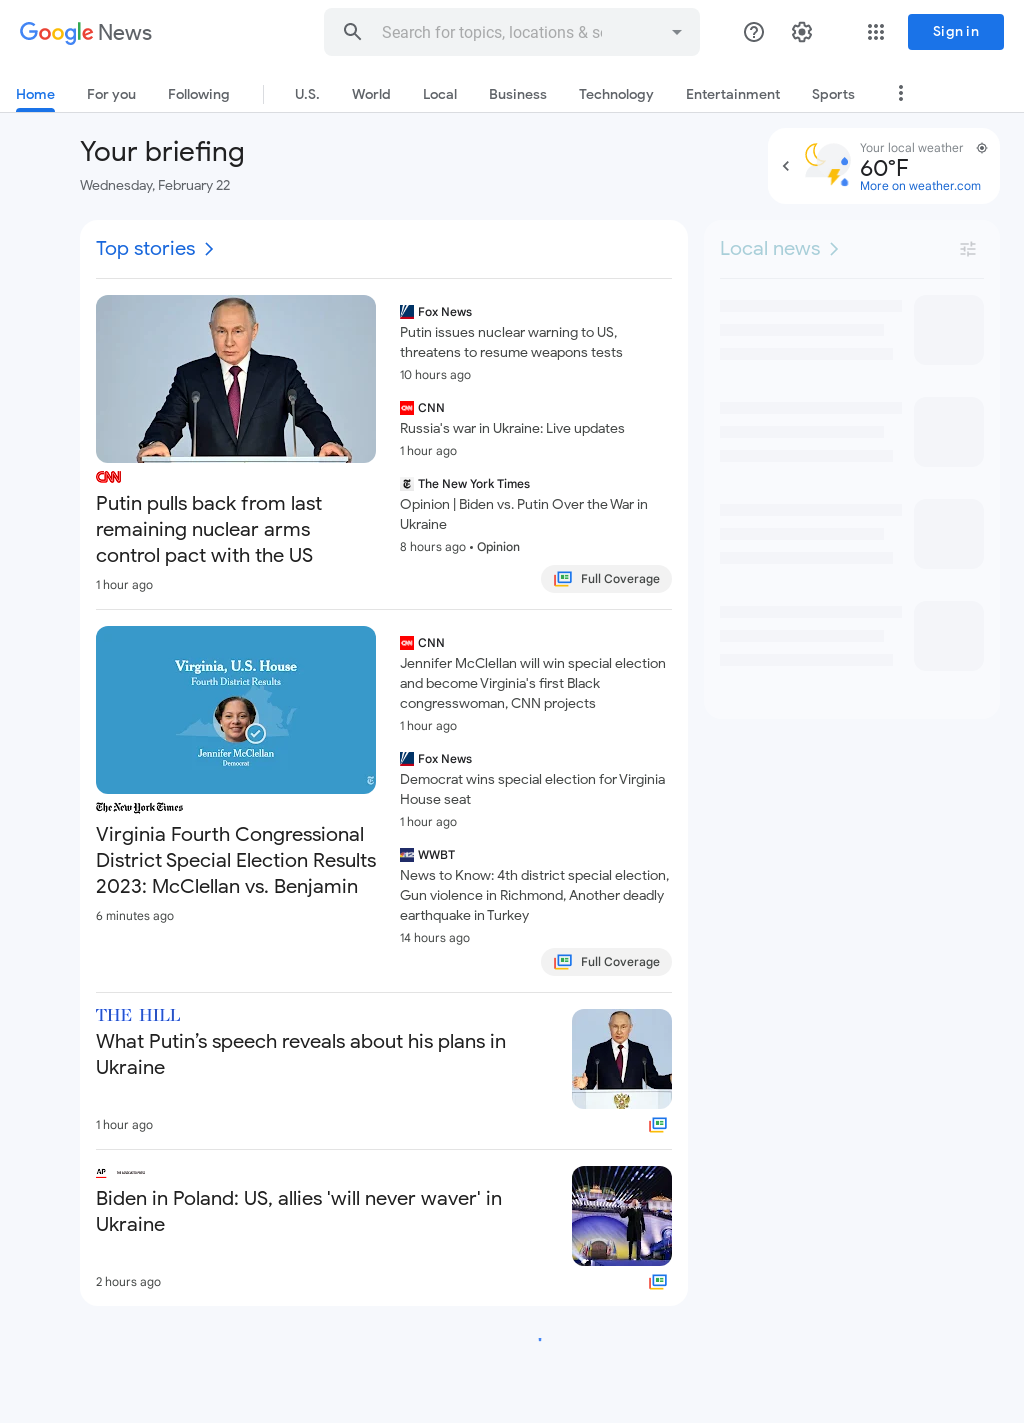 Google News
Search for topics, locations & so
Sign in
Home
For you
Following
U.S.
World
Local
Business
Technology
Entertainment
Sports
Your briefing
Wednesday, February 22
Your local weather
60°F
More on weather.com
Top stories
Local news
CNN
Putin pulls back from last
remaining nuclear arms
control pact with the US
1 hour ago
Fox News
Putin issues nuclear warning to US,
threatens to resume weapons tests
10 hours ago
CNN
Russia's war in Ukraine: Live updates
1 hour ago
The New York Times
Opinion | Biden vs. Putin Over the War in
Ukraine
8 hours ago • Opinion
Full Coverage
Virginia, U.S. House
Fourth District Results
Jennifer McClellan
Democrat
The New York Times
Virginia Fourth Congressional
District Special Election Results
2023: McClellan vs. Benjamin
6 minutes ago
CNN
Jennifer McClellan will win special election
and become Virginia's first Black
congresswoman, CNN projects
1 hour ago
Fox News
Democrat wins special election for Virginia
House seat
1 hour ago
WWBT
News to Know: 4th district special election,
Gun violence in Richmond, Another deadly
earthquake in Turkey
14 hours ago
Full Coverage
THE HILL
What Putin’s speech reveals about his plans in
Ukraine
1 hour ago
AP
Biden in Poland: US, allies 'will never waver' in
Ukraine
2 hours ago